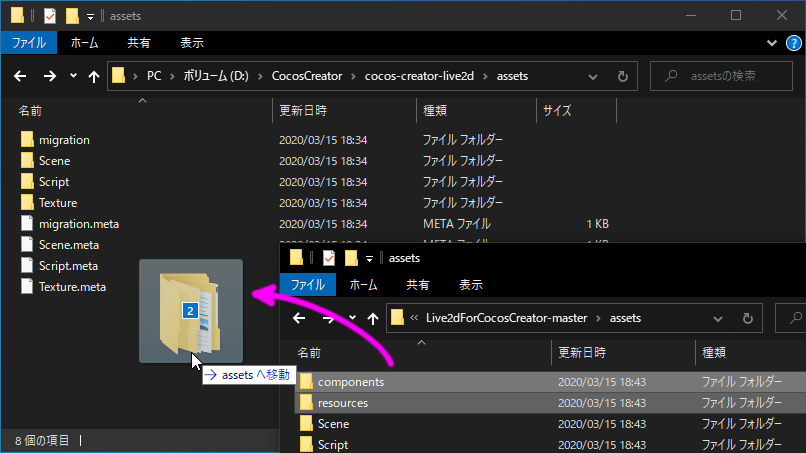 assets
ファイル ホーム 共有 表示
PC > ボリューム (D:) > CocosCreator > cocos-creator-live2d > assets assetsの検索
名前 更新日時 種類 サイズ
migration 2020/03/15 18:34 ファイル フォルダー
Scene 2020/03/15 18:34 ファイル フォルダー
Script 2020/03/15 18:34 ファイル フォルダー
Texture 2020/03/15 18:34 ファイル フォルダー
migration.meta 2020/03/15 18:34 META ファイル 1 KB
Scene.meta
Script.meta
Texture.meta
2
→ assets へ移動
8 個の項目
assets
ファイル ホーム 共有 表示
« Live2dForCocosCreator-master > assets
名前 更新日時 種類
components 2020/03/15 18:43 ファイル フォルダー
resources 2020/03/15 18:43 ファイル フォルダー
Scene 2020/03/15 18:43 ファイル フォルダー
Script 2020/03/15 18:43 ファイル フォルダー